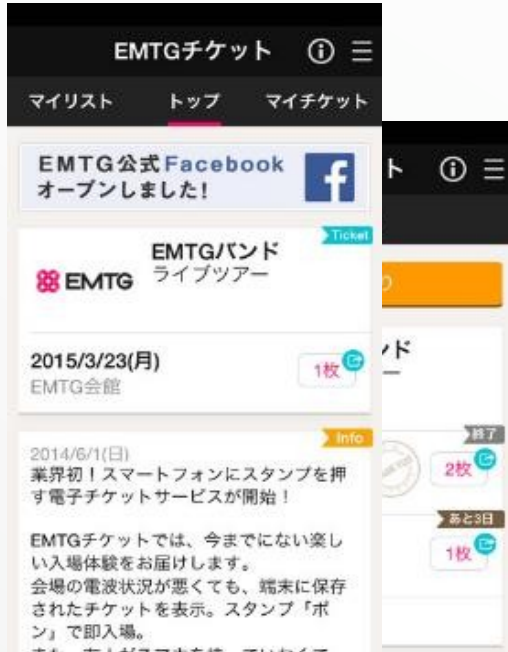 EMTGチケット
マイリスト トップ マイチケット
EMTG公式Facebook
オープンしました!
Ticket
EMTGバンド
ライブツアー
EMTG
2015/3/23(月)
1枚
EMTG会館
Info
2014/6/1(日)
業界初！スマートフォンにスタンプを押
す電子チケットサービスが開始！
EMTGチケットでは、今までにない楽し
い入場体験をお届けします。
会場の電波状況が悪くても、端末に保存
されたチケットを表示。スタンプ「ポ
ン」で即入場。
ト
ンド
ー
終了
2枚
あと3日
1枚